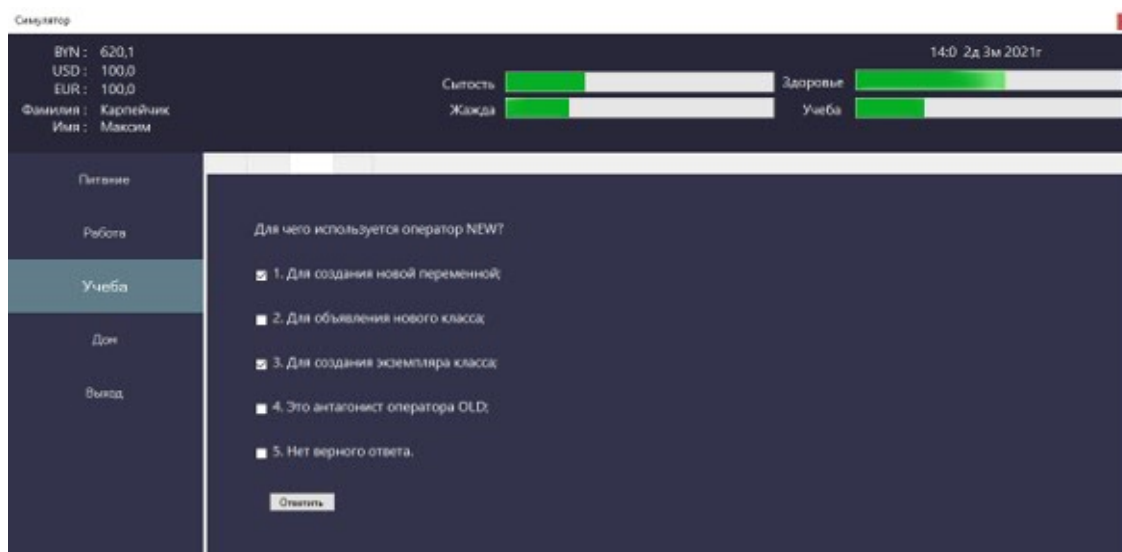 Симулятор
BYN : 620,1
USD : 100,0
EUR : 100,0
Фамилия : Карпейчик
Имя : Максим
Сытость
Жажда
14:0 2д 3м 2021г
Здоровье
Учеба
Питание
Работа
Учеба
Дом
Выход
Для чего используется оператор NEW?
1. Для создания новой переменной;
2. Для объявления нового класса;
3. Для создания экземпляра класса;
4. Это антагонист оператора OLD;
5. Нет верного ответа.
Ответить